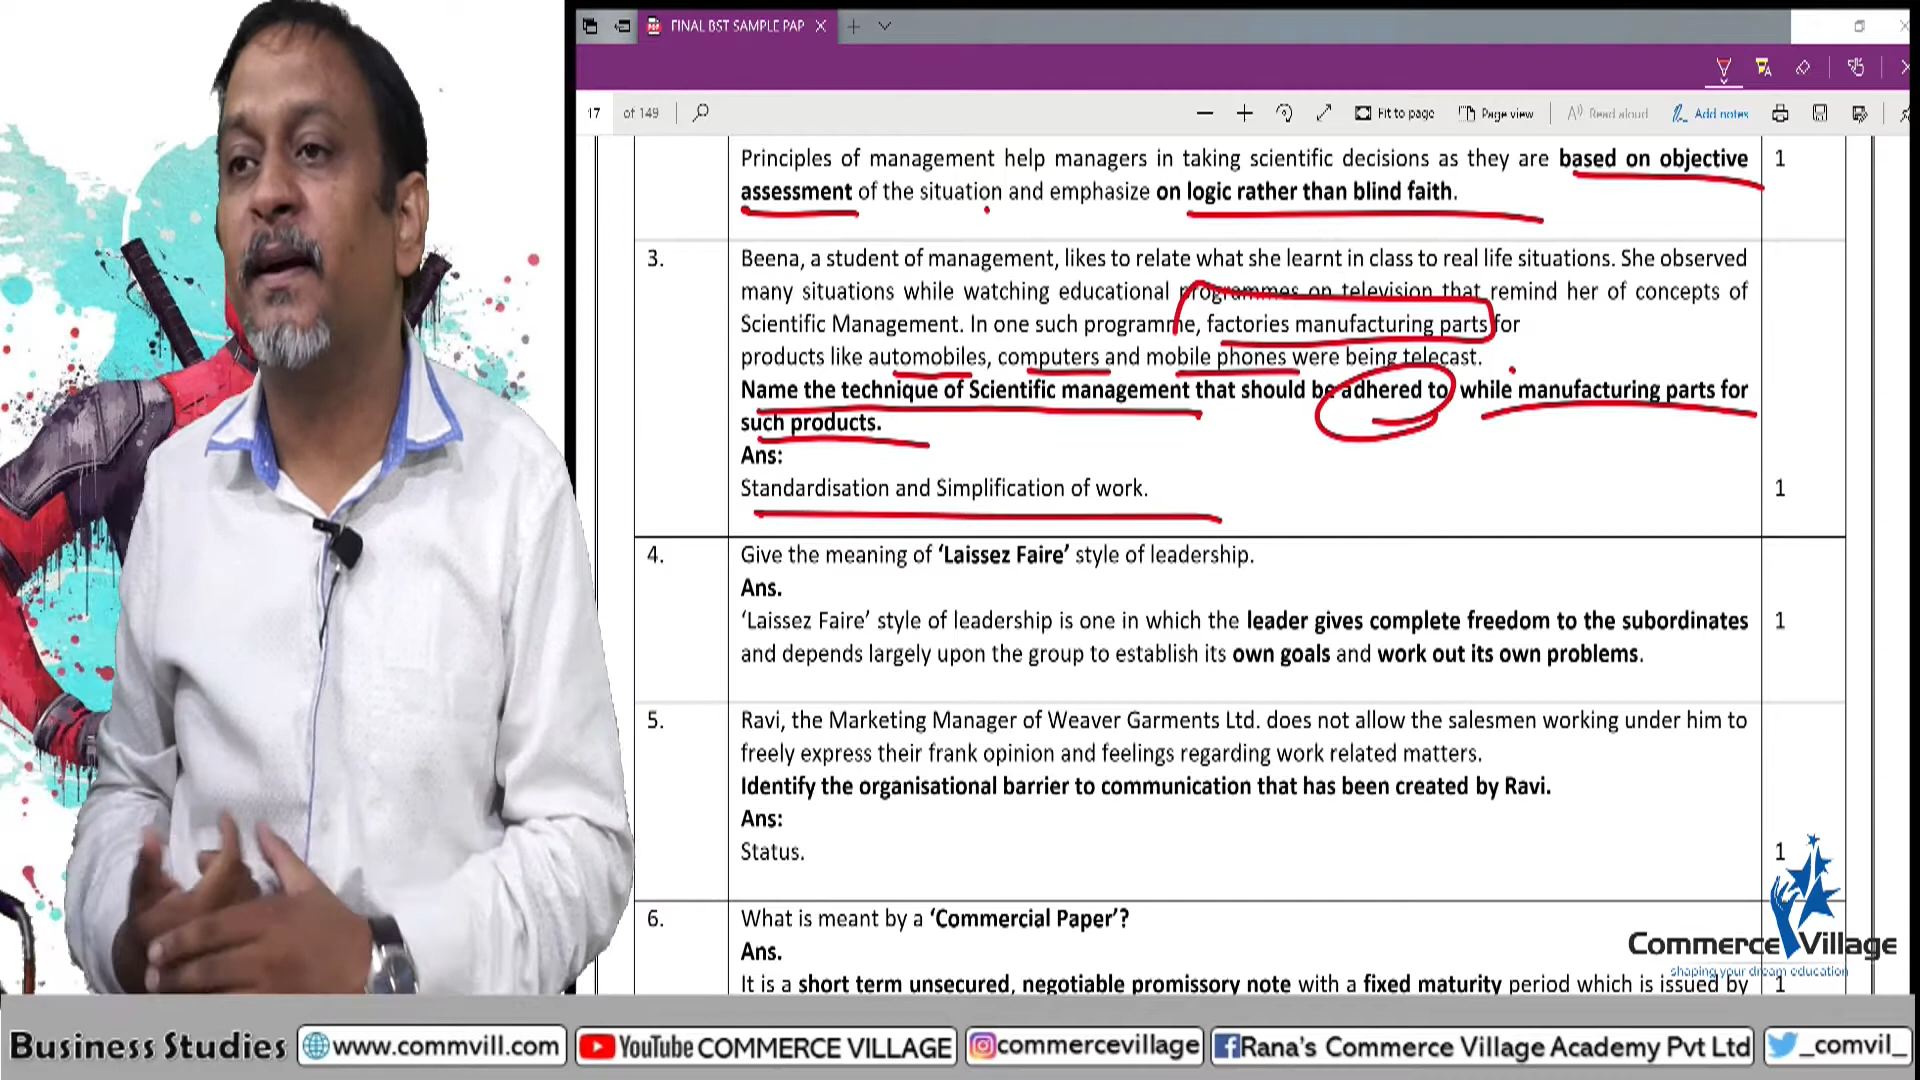 FINAL BST SAMPLE PAP
17 of 149
Fit to page
Page view
Read aloud
Add notes
Principles of management help managers in taking scientific decisions as they are based on objective 1
assessment of the situation and emphasize on logic rather than blind faith.
3. Beena, a student of management, likes to relate what she learnt in class to real life situations. She observed
many situations while watching educational programmes on television that remind her of concepts of
Scientific Management. In one such programme, factories manufacturing parts for
products like automobiles, computers and mobile phones were being telecast.
Name the technique of Scientific management that should be adhered to while manufacturing parts for
such products.
Ans:
Standardisation and Simplification of work. 1
4. Give the meaning of ‘Laissez Faire’ style of leadership.
Ans.
‘Laissez Faire’ style of leadership is one in which the leader gives complete freedom to the subordinates 1
and depends largely upon the group to establish its own goals and work out its own problems.
5. Ravi, the Marketing Manager of Weaver Garments Ltd. does not allow the salesmen working under him to
freely express their frank opinion and feelings regarding work related matters.
Identify the organisational barrier to communication that has been created by Ravi.
Ans:
Status. 1
6. What is meant by a ‘Commercial Paper’?
Ans.
It is a short term unsecured, negotiable promissory note with a fixed maturity period which is issued by 1
Commerce Village
shaping your dream education
Business Studies
www.commvill.com
YouTube COMMERCE VILLAGE
commercevillage
Rana's Commerce Village Academy Pvt Ltd
_comvil_